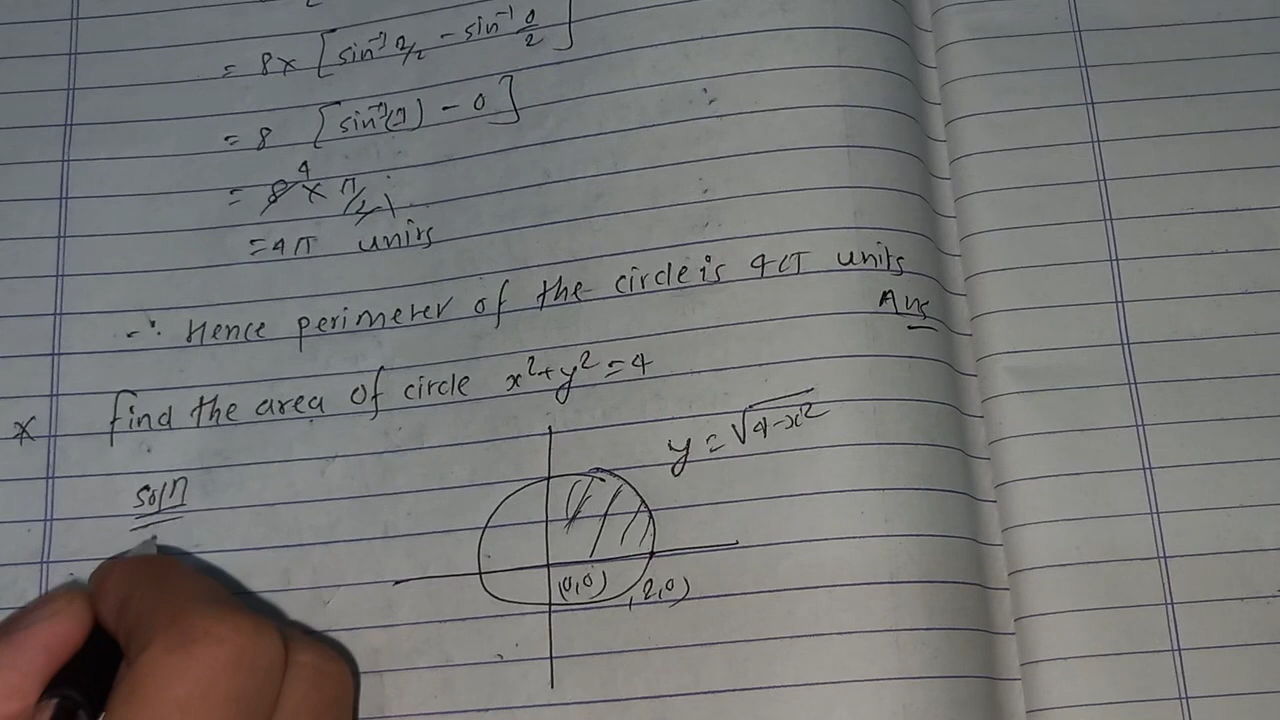 = 8× [sin⁻¹ 2/2 - sin⁻¹ 0/2]
= 8 [sin⁻¹(1) - 0]
= 8 4 × π/2 1
= 4π units
∴ Hence perimeter of the circle is 4π units
Ans
* find the area of circle x²+y²=4
y = √4-x²
soln
(0,0) (2,0)